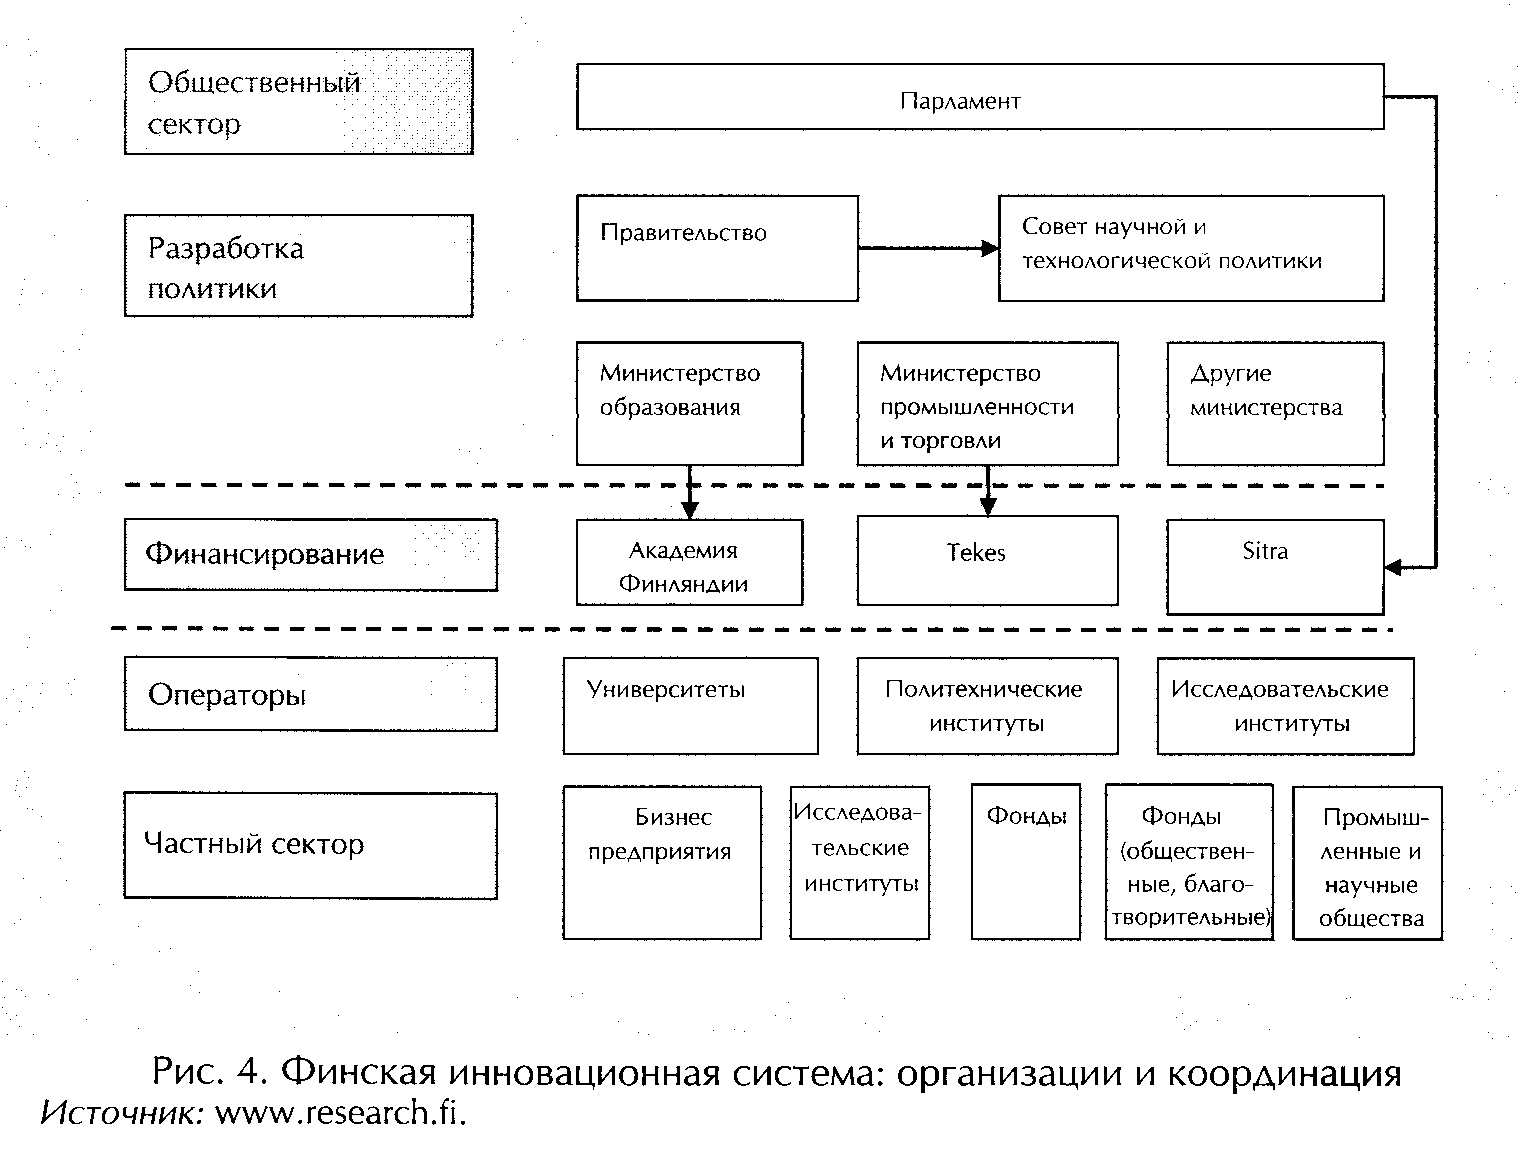 Общественный
сектор
Парламент
Разработка
политики
Правительство
Совет научной и
технологической политики
Министерство
образования
Министерство
промышленности
и торговли
Другие
министерства
Финансирование
Академия
Финляндии
Tekes
Sitra
Операторы
Университеты
Политехнические
институты
Исследовательские
институты
Частный сектор
Бизнес
предприятия
Исследова-
тельские
институты
Фонды
Фонды
(обществен-
ные, благо-
творительные)
Промыш-
ленные и
научные
общества
Рис. 4. Финская инновационная система: организации и координация
Источник: www.research.fi.